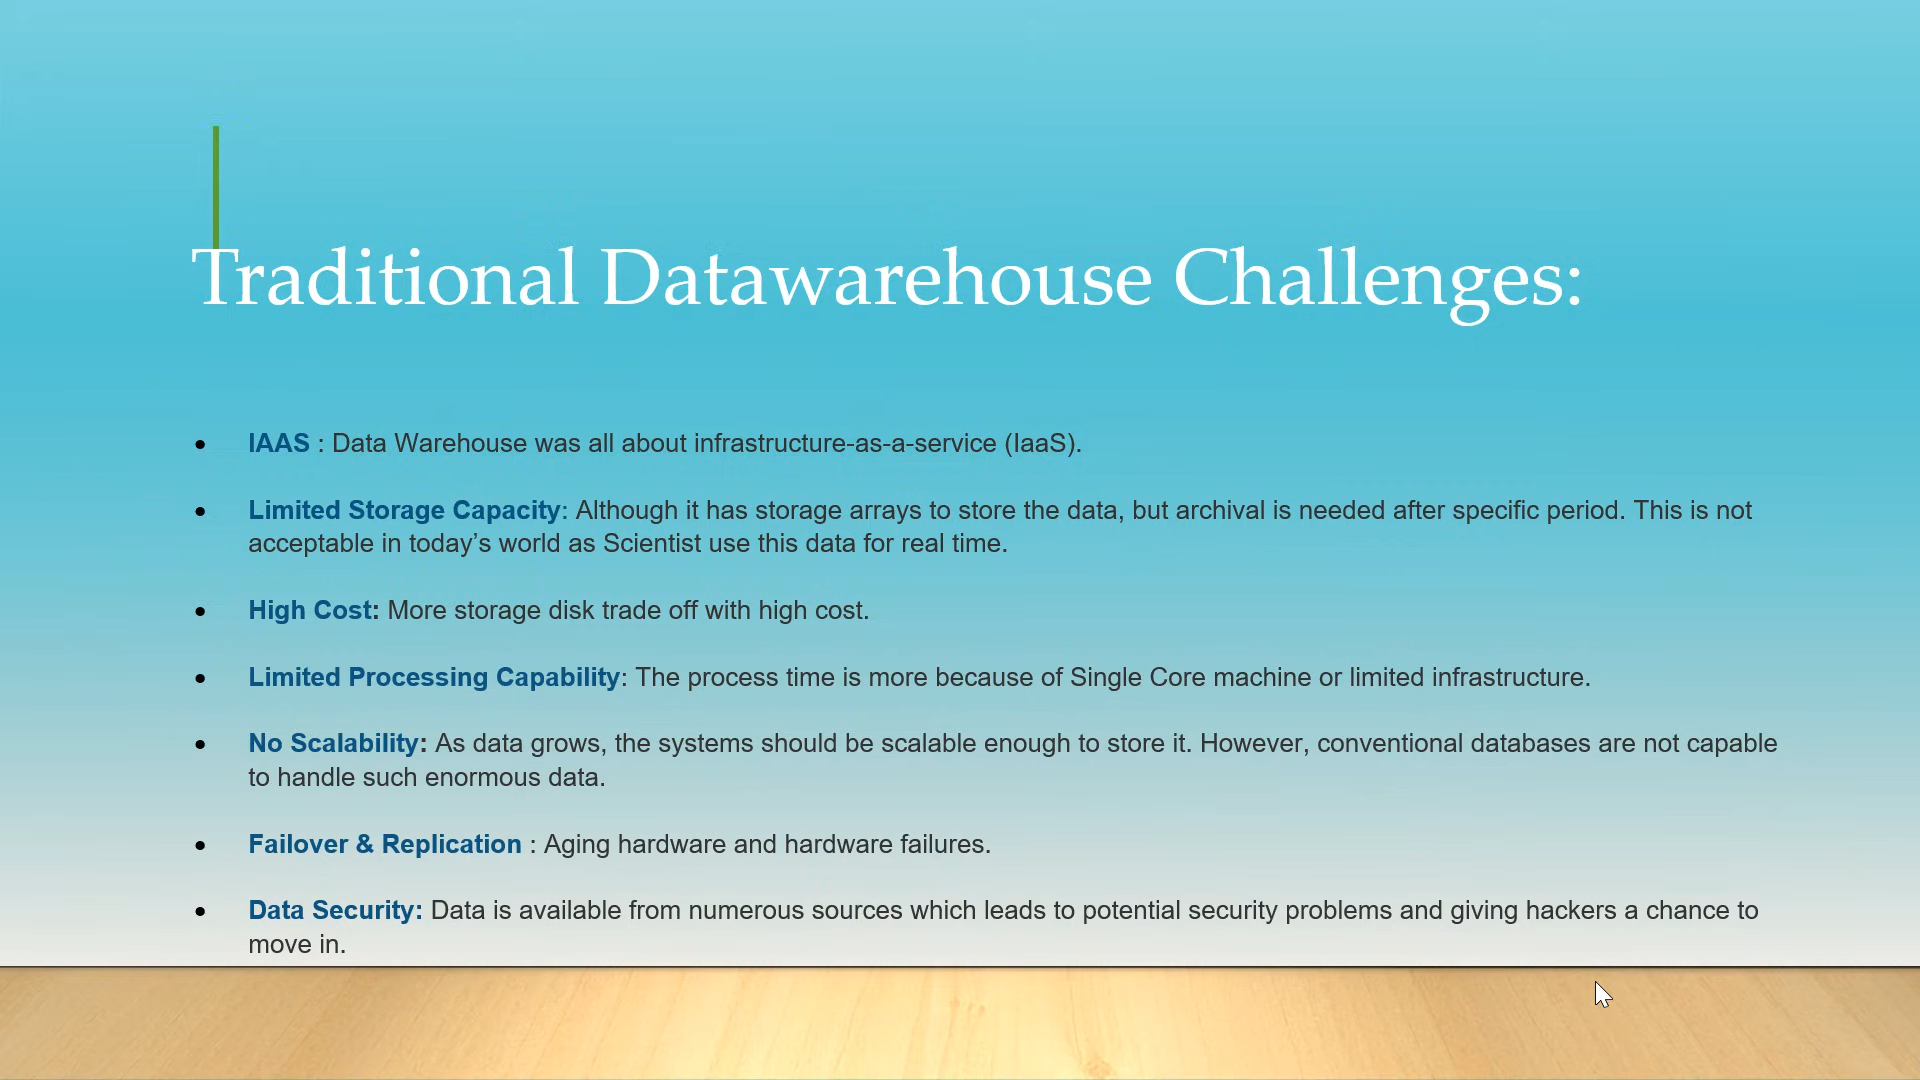 Traditional Datawarehouse Challenges:
• IAAS : Data Warehouse was all about infrastructure-as-a-service (IaaS).
• Limited Storage Capacity: Although it has storage arrays to store the data, but archival is needed after specific period. This is not
acceptable in today’s world as Scientist use this data for real time.
• High Cost: More storage disk trade off with high cost.
• Limited Processing Capability: The process time is more because of Single Core machine or limited infrastructure.
• No Scalability: As data grows, the systems should be scalable enough to store it. However, conventional databases are not capable
to handle such enormous data.
• Failover & Replication : Aging hardware and hardware failures.
• Data Security: Data is available from numerous sources which leads to potential security problems and giving hackers a chance to
move in.